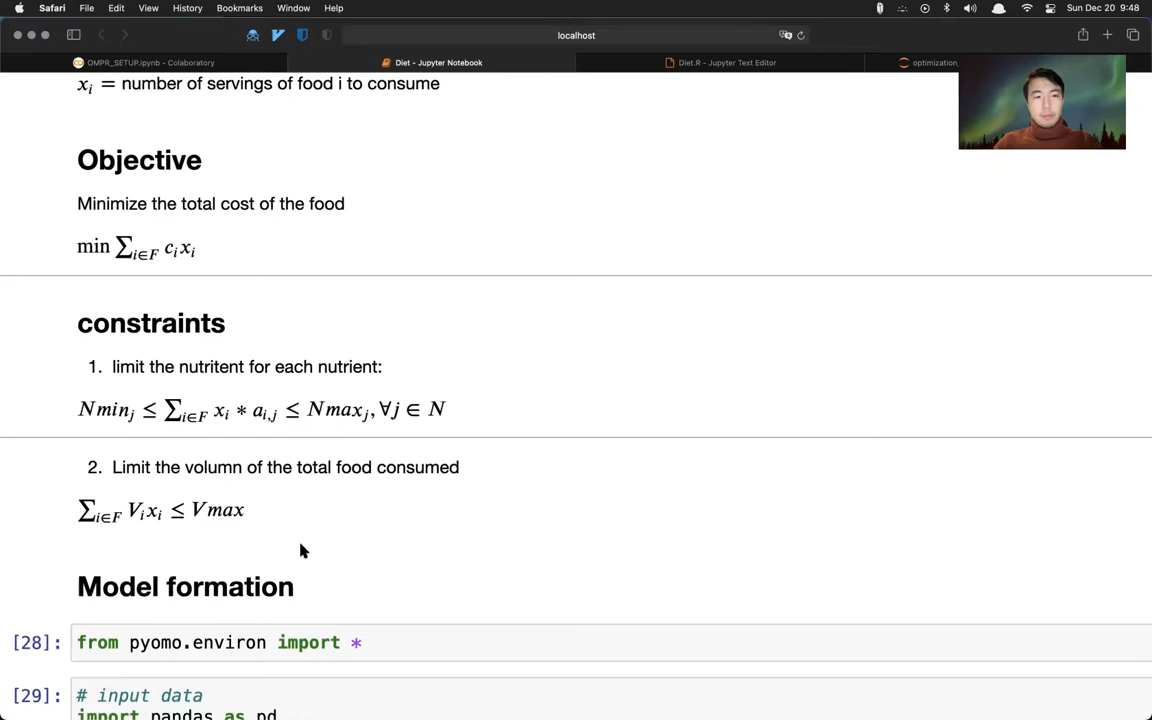 Safari File Edit View History Bookmarks Window Help Sun Dec 20 9:48
localhost
OMPR_SETUP.ipynb - Colaboratory Diet - Jupyter Notebook Diet.R - Jupyter Text Editor optimization,
xᵢ = number of servings of food i to consume
Objective
Minimize the total cost of the food
min ∑ᵢ∈F cᵢxᵢ
constraints
1. limit the nutritent for each nutrient:
Nminⱼ ≤ ∑ᵢ∈F xᵢ * aᵢ,ⱼ ≤ Nmaxⱼ, ∀j ∈ N
2. Limit the volumn of the total food consumed
∑ᵢ∈F Vᵢxᵢ ≤ Vmax
Model formation
[28]: from pyomo.environ import *
[29]: # input data
import pandas as pd